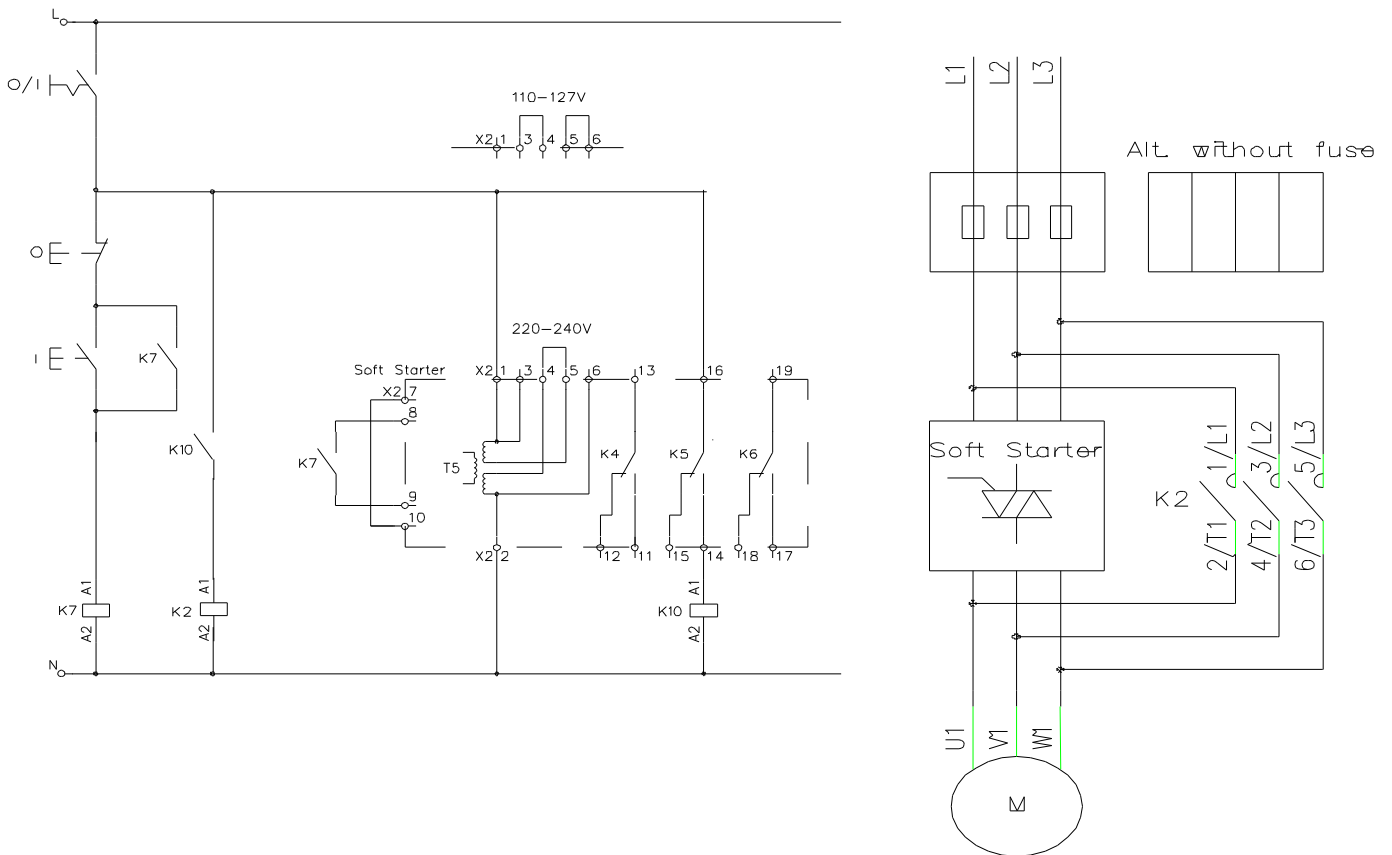 L
O/I
110-127V
X2 1 3 4 5 6
O
I
K7
220-240V
Soft Starter
X2 1 3 4 5 6 13 16 19
X2 7
8
K10
K7
T5
K4
K5
K6
9
10
X2 2 12 11 15 14 18 17
A1
A1
A1
K7
K2
K10
A2
A2
A2
N
L1
L2
L3
Alt. without fuse
Soft Starter
1/L1
3/L2
5/L3
K2
2/T1
4/T2
6/T3
U1
V1
W1
M